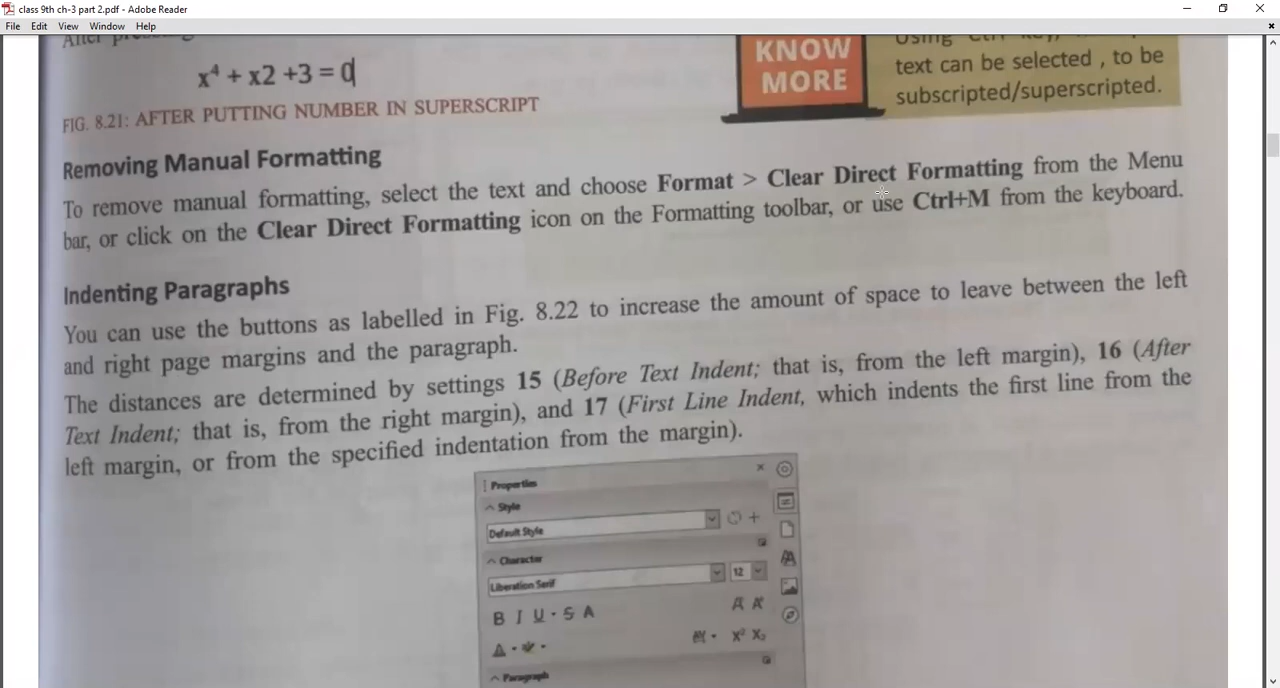 class 9th ch-3 part 2.pdf - Adobe Reader
File Edit View Window Help
After
x⁴ + x2 +3 = 0
FIG. 8.21: AFTER PUTTING NUMBER IN SUPERSCRIPT
KNOW
MORE
Using Ctrl key,
text can be selected , to be
subscripted/superscripted.
Removing Manual Formatting
To remove manual formatting, select the text and choose Format > Clear Direct Formatting from the Menu
bar, or click on the Clear Direct Formatting icon on the Formatting toolbar, or use Ctrl+M from the keyboard.
Indenting Paragraphs
You can use the buttons as labelled in Fig. 8.22 to increase the amount of space to leave between the left
and right page margins and the paragraph.
The distances are determined by settings 15 (Before Text Indent; that is, from the left margin), 16 (After
Text Indent; that is, from the right margin), and 17 (First Line Indent, which indents the first line from the
left margin, or from the specified indentation from the margin).
Properties
Style
Default Style
Character
Liberation Serif 12
B I U S A
A A
X² X₂
Paragraph